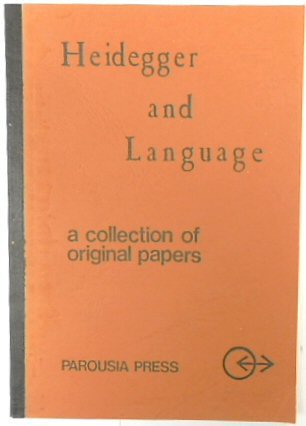 Heidegger
and
Language
a collection of
original papers
PAROUSIA PRESS